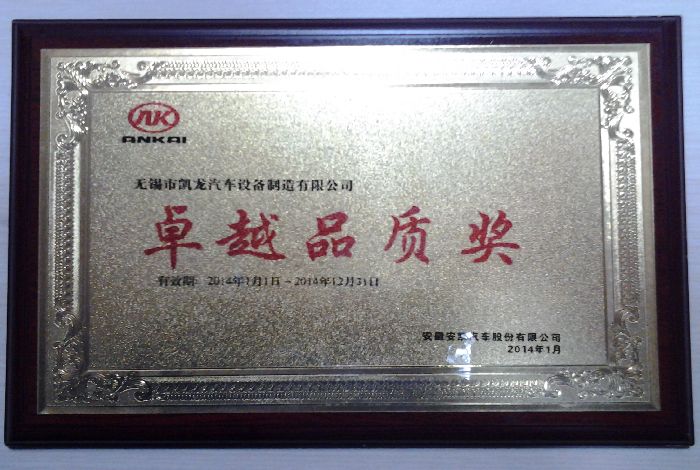 ANKAI
无锡市凯龙汽车设备制造有限公司
卓越品质奖
有效期: 2014年1月1日~2014年12月31日
安徽安凯汽车股份有限公司
2014年1月